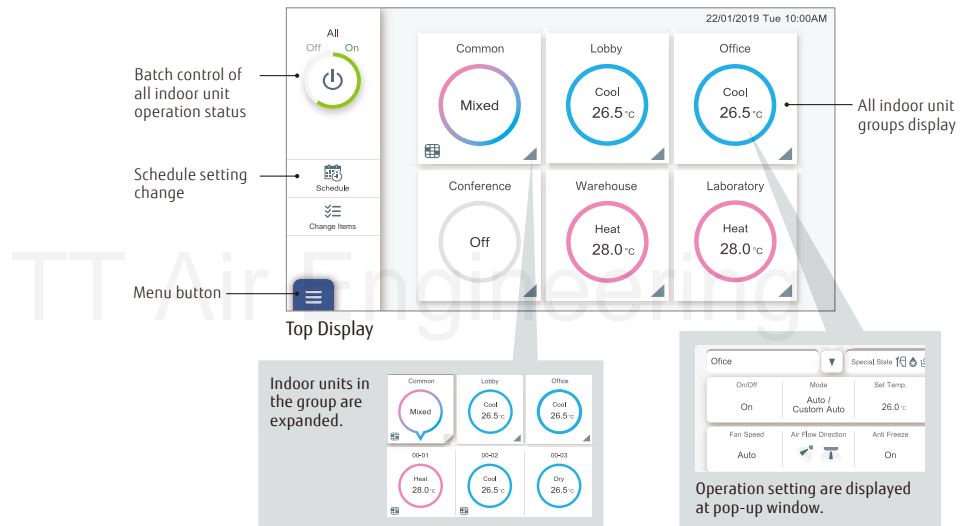 22/01/2019 Tue 10:00AM
All
Off On
Batch control of
all indoor unit
operation status
Schedule setting
change
Schedule
Change Items
Menu button
Common
Mixed
Lobby
Cool
26.5 °C
Office
Cool
26.5 °C
All indoor unit
groups display
Conference
Off
Warehouse
Heat
28.0 °C
Laboratory
Heat
28.0 °C
TT Air Engineering
Top Display
Indoor units in
the group are
expanded.
Common
Mixed
Lobby
Cool
26.5 °C
Office
Cool
26.5 °C
00-01
Heat
28.0 °C
00-02
Cool
26.5 °C
00-03
Dry
26.5 °C
Ofice
▼
Special State
On/Off
On
Mode
Auto /
Custom Auto
Set Temp.
26.0 °C
Fan Speed
Auto
Air Flow Direction
Anti Freeze
On
Operation setting are displayed
at pop-up window.